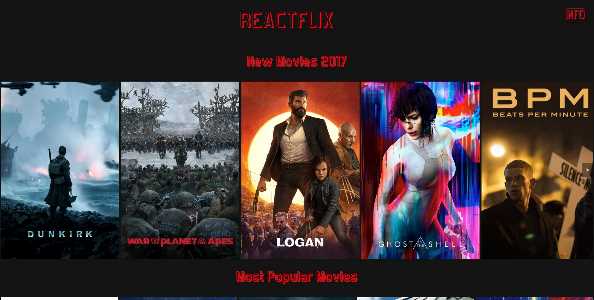 REACTFLIX
INFO
New Movies 2017
DUNKIRK
WAR FOR THE PLANET OF THE APES
LOGAN
GHOST IN THE SHELL
BPM
BEATS PER MINUTE
SILENCE=
Most Popular Movies